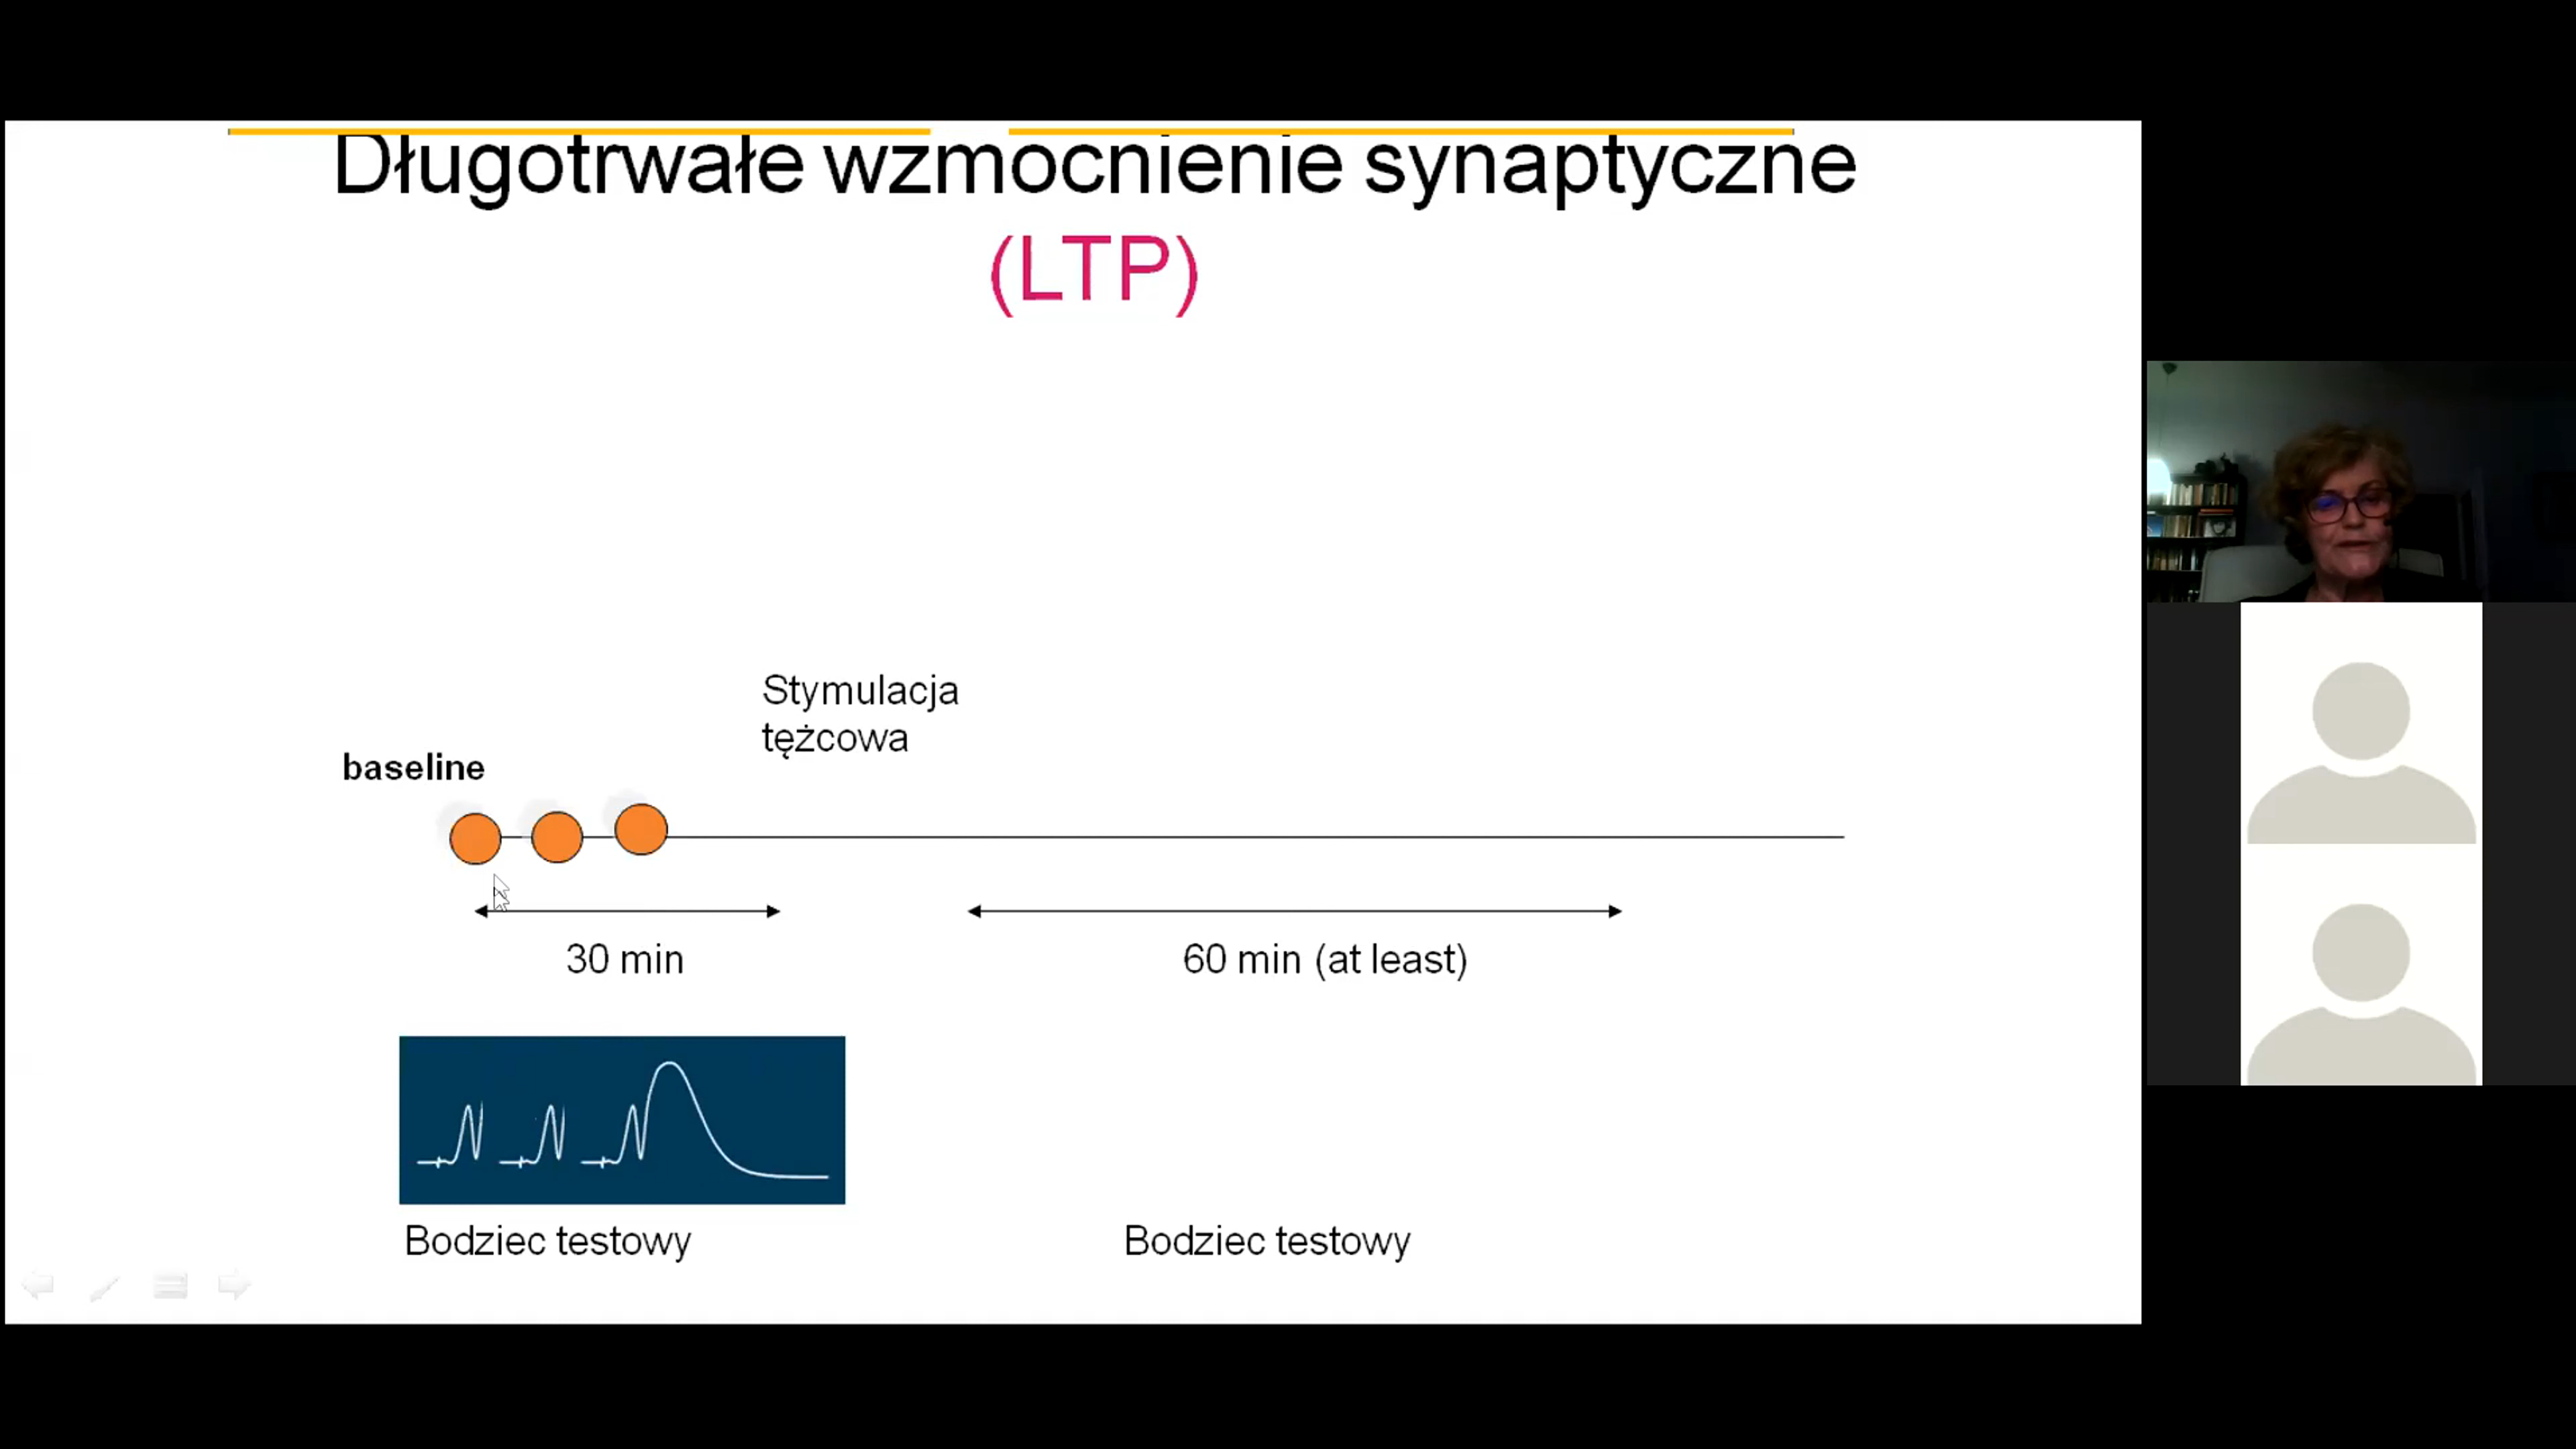 Długotrwałe wzmocnienie synaptyczne
(LTP)
Stymulacja
tężcowa
baseline
30 min
60 min (at least)
Bodziec testowy
Bodziec testowy